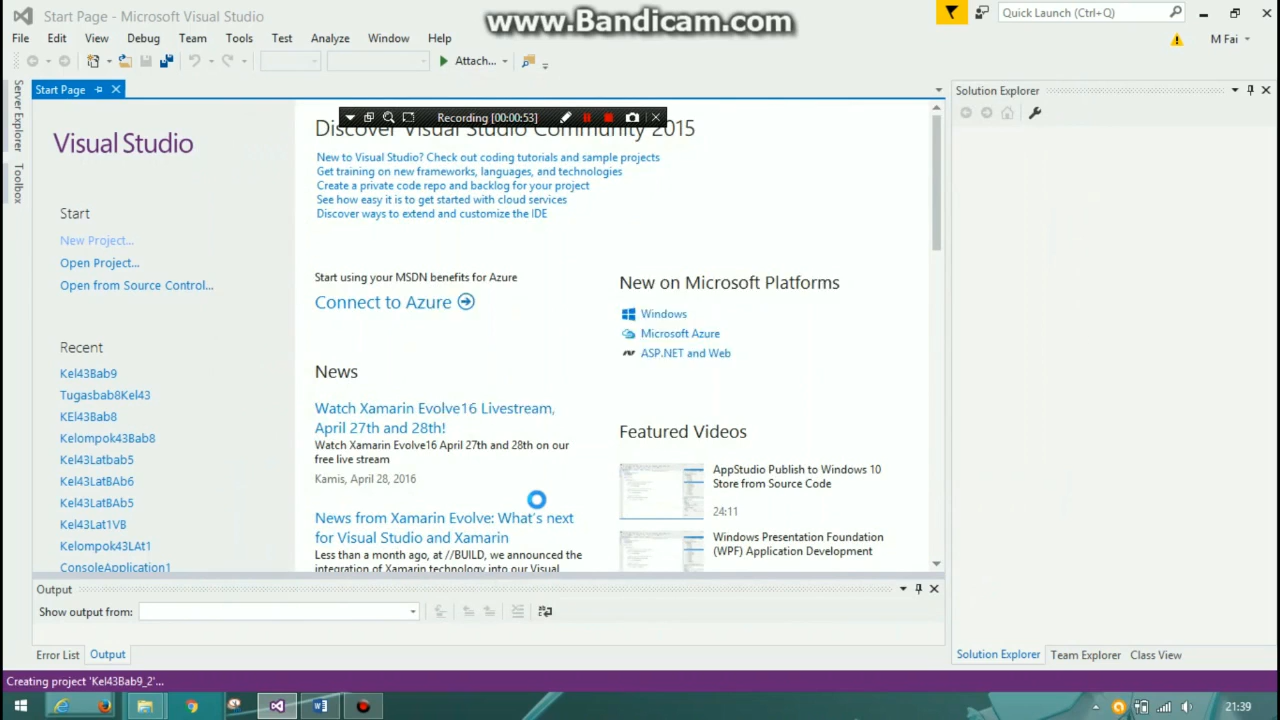 Start Page - Microsoft Visual Studio
www.Bandicam.com
Quick Launch (Ctrl+Q)
File Edit View Debug Team Tools Test Analyze Window Help
M Fai
Attach...
Server Explorer
Toolbox
Start Page
Solution Explorer
Recording [00:00:53]
Visual Studio
Discover Visual Studio Community 2015
New to Visual Studio? Check out coding tutorials and sample projects
Get training on new frameworks, languages, and technologies
Create a private code repo and backlog for your project
See how easy it is to get started with cloud services
Discover ways to extend and customize the IDE
Start
New Project...
Open Project...
Open from Source Control...
Recent
Kel43Bab9
Tugasbab8Kel43
KEl43Bab8
Kelompok43Bab8
Kel43Latbab5
Kel43LatBAb6
Kel43LatBAb5
Kel43Lat1VB
Kelompok43LAt1
ConsoleApplication1
Start using your MSDN benefits for Azure
Connect to Azure
News
Watch Xamarin Evolve16 Livestream,
April 27th and 28th!
Watch Xamarin Evolve16 April 27th and 28th on our
free live stream
Kamis, April 28, 2016
News from Xamarin Evolve: What's next
for Visual Studio and Xamarin
Less than a month ago, at //BUILD, we announced the
integration of Xamarin technology into our Visual
New on Microsoft Platforms
Windows
Microsoft Azure
ASP.NET and Web
Featured Videos
AppStudio Publish to Windows 10
Store from Source Code
24:11
Windows Presentation Foundation
(WPF) Application Development
Output
Show output from:
Error List Output
Solution Explorer Team Explorer Class View
Creating project 'Kel43Bab9_2'...
21:39